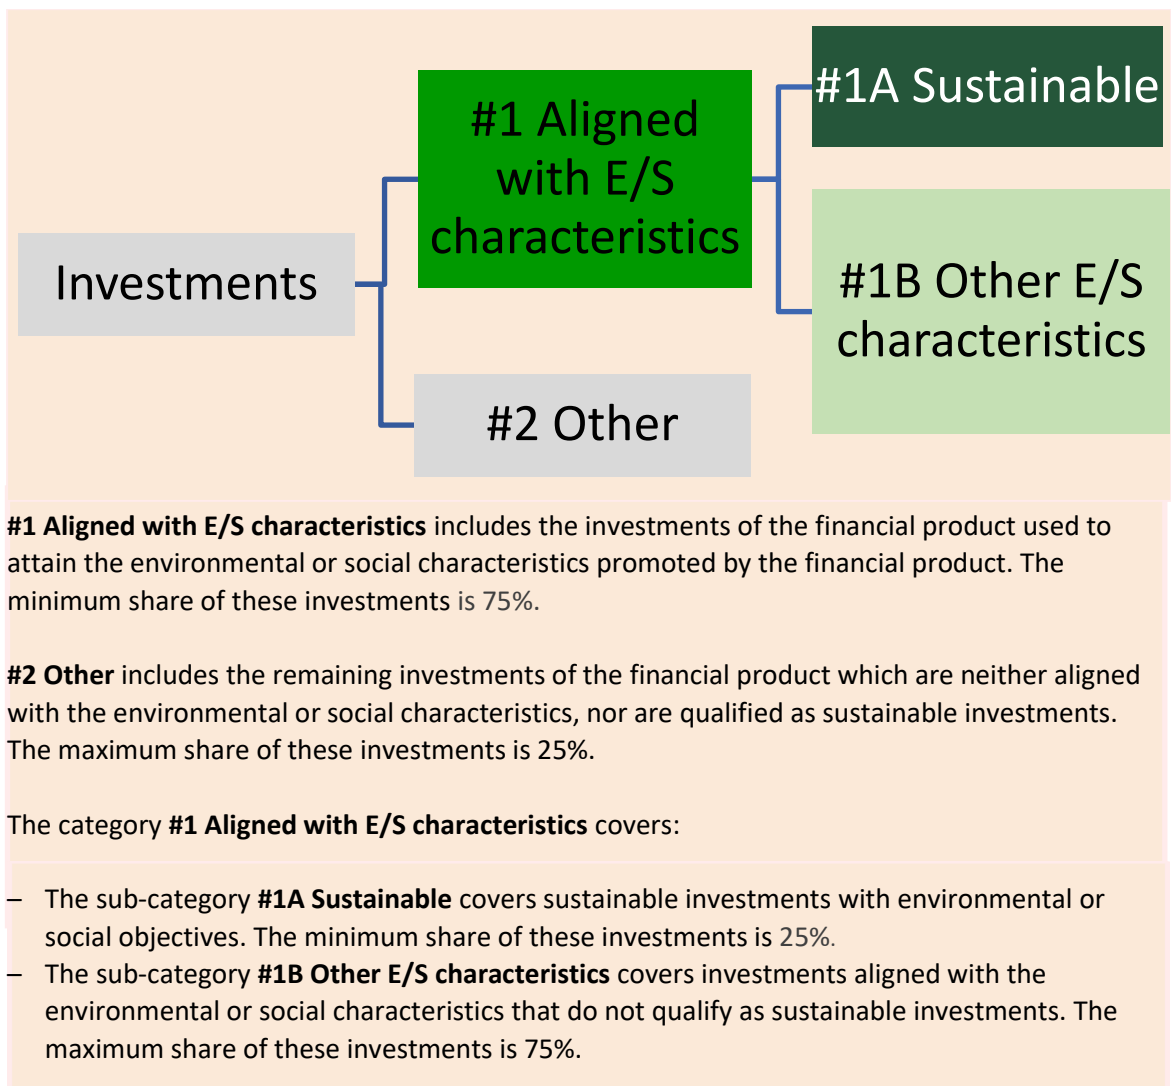 #1A Sustainable
#1 Aligned
with E/S
characteristics
Investments
#1B Other E/S
characteristics
#2 Other
#1 Aligned with E/S characteristics includes the investments of the financial product used to
attain the environmental or social characteristics promoted by the financial product. The
minimum share of these investments is 75%.
#2 Other includes the remaining investments of the financial product which are neither aligned
with the environmental or social characteristics, nor are qualified as sustainable investments.
The maximum share of these investments is 25%.
The category #1 Aligned with E/S characteristics covers:
– The sub-category #1A Sustainable covers sustainable investments with environmental or
social objectives. The minimum share of these investments is 25%.
– The sub-category #1B Other E/S characteristics covers investments aligned with the
environmental or social characteristics that do not qualify as sustainable investments. The
maximum share of these investments is 75%.